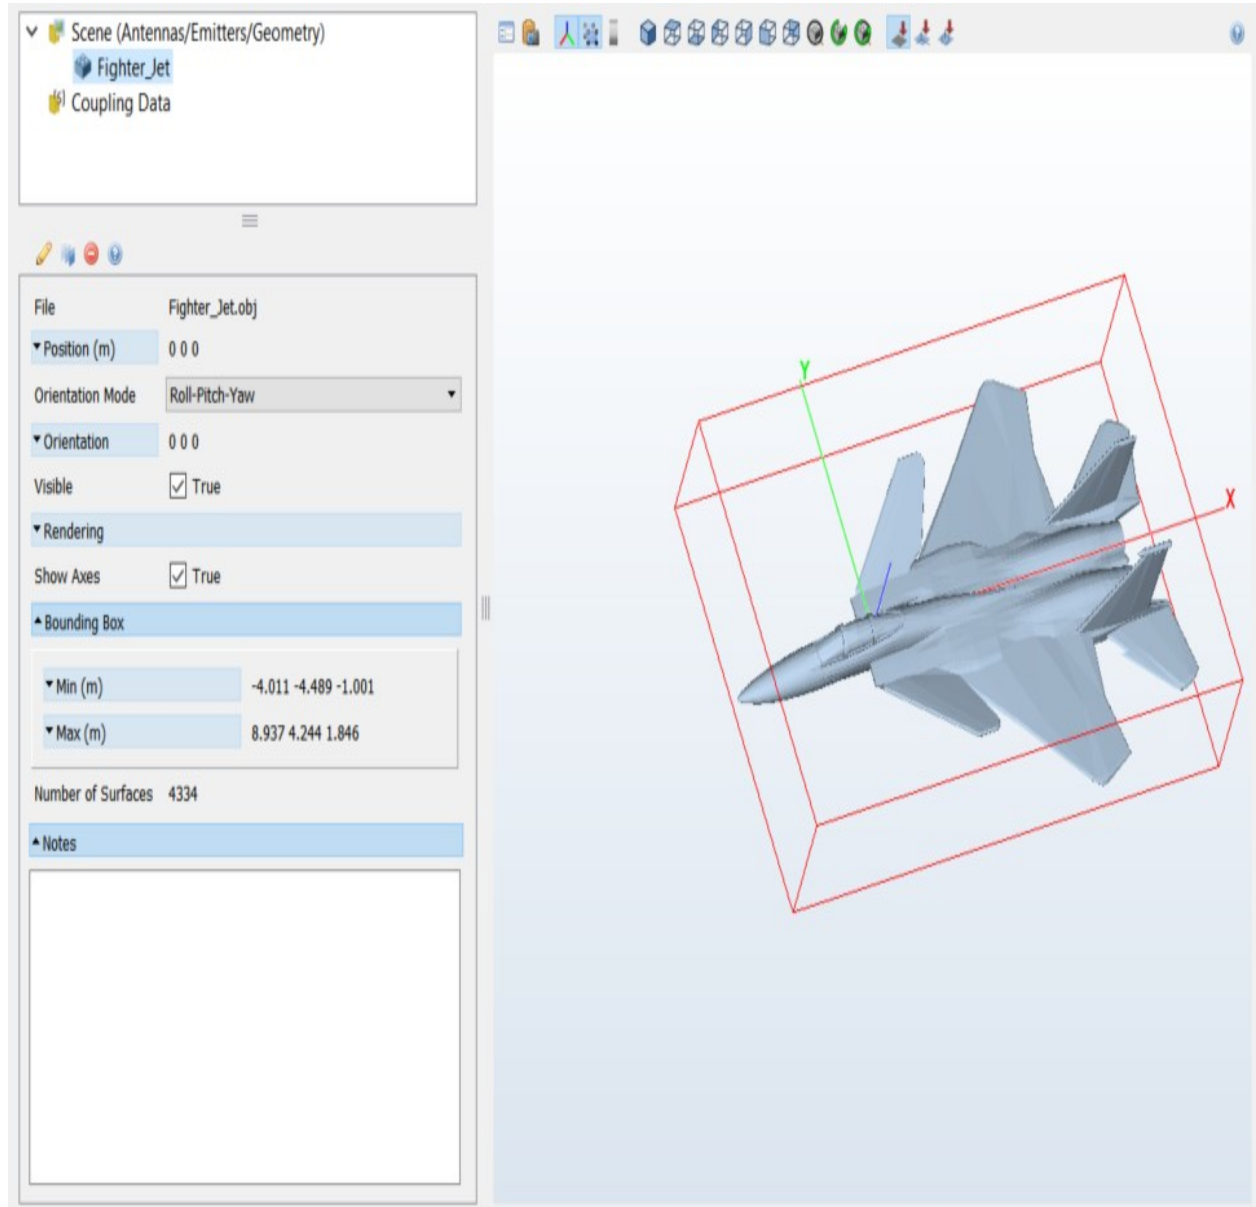 Scene (Antennas/Emitters/Geometry)
Fighter_Jet
Coupling Data
File Fighter_Jet.obj
Position (m) 0 0 0
Orientation Mode Roll-Pitch-Yaw
Orientation 0 0 0
Visible True
Rendering
Show Axes True
Bounding Box
Min (m) -4.011 -4.489 -1.001
Max (m) 8.937 4.244 1.846
Number of Surfaces 4334
Notes
Y
X